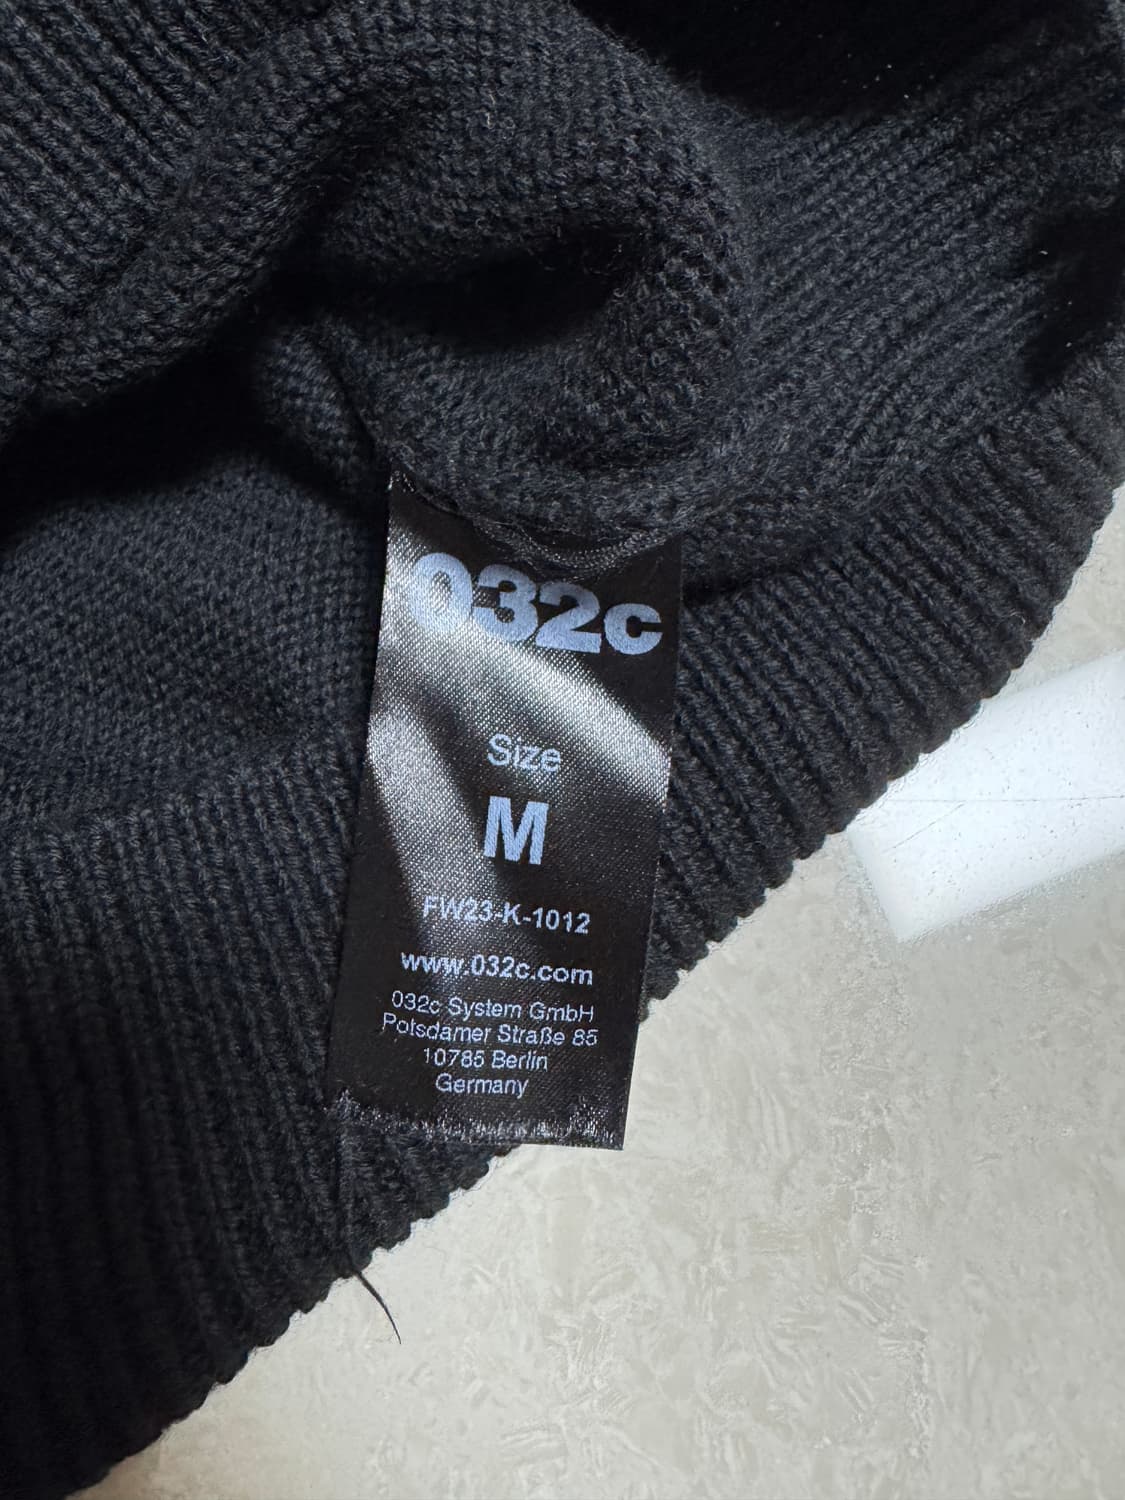 032c
Size
M
FW23-K-1012
www.032c.com
032c System GmbH
Potsdamer Straße 85
10785 Berlin
Germany